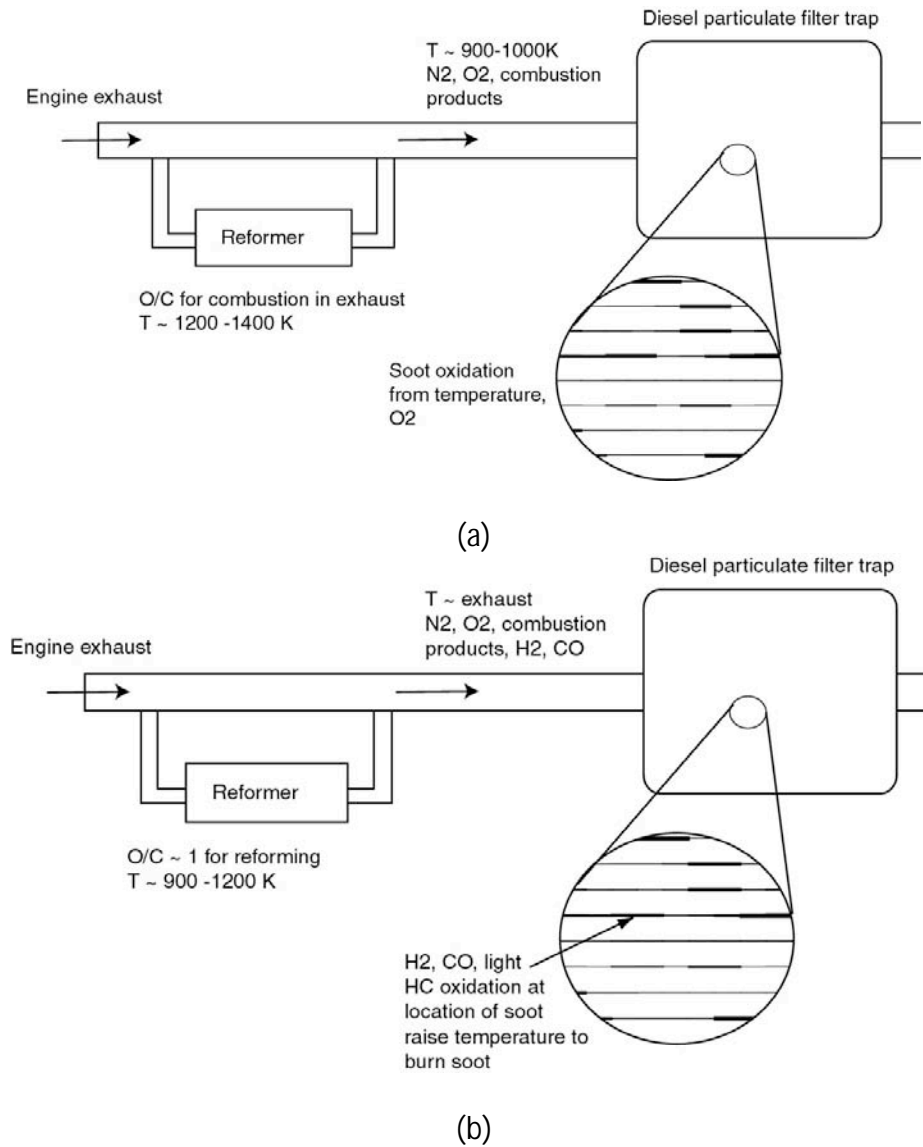 Diesel particulate filter trap
T ~ 900-1000K
N2, O2, combustion
products
Engine exhaust
Reformer
O/C for combustion in exhaust
T ~ 1200 -1400 K
Soot oxidation
from temperature,
O2
(a)
Diesel particulate filter trap
T ~ exhaust
N2, O2, combustion
products, H2, CO
Engine exhaust
Reformer
O/C ~ 1 for reforming
T ~ 900 -1200 K
H2, CO, light
HC oxidation at
location of soot
raise temperature to
burn soot
(b)